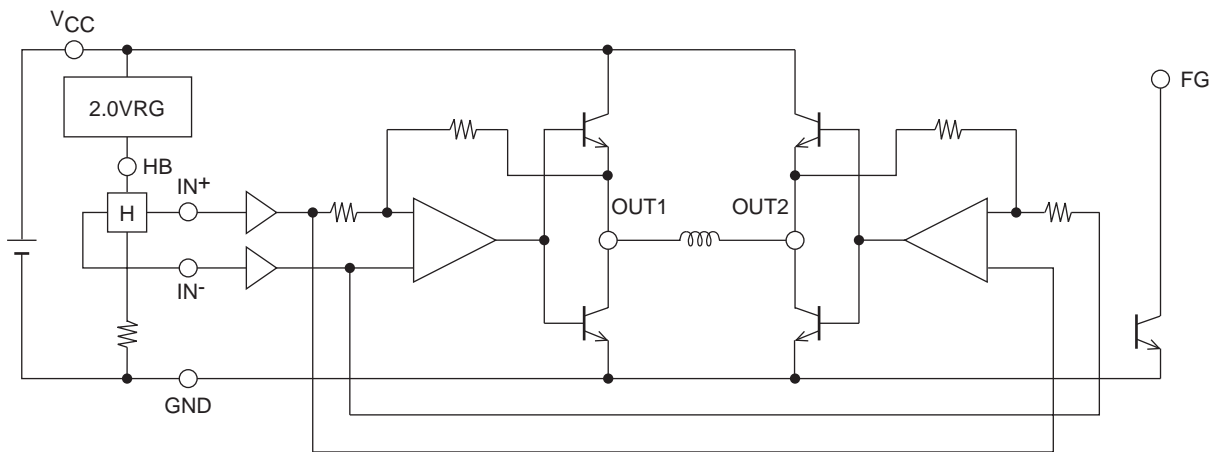 VCC
FG
2.0VRG
HB
IN+
H
OUT1
OUT2
IN-
GND